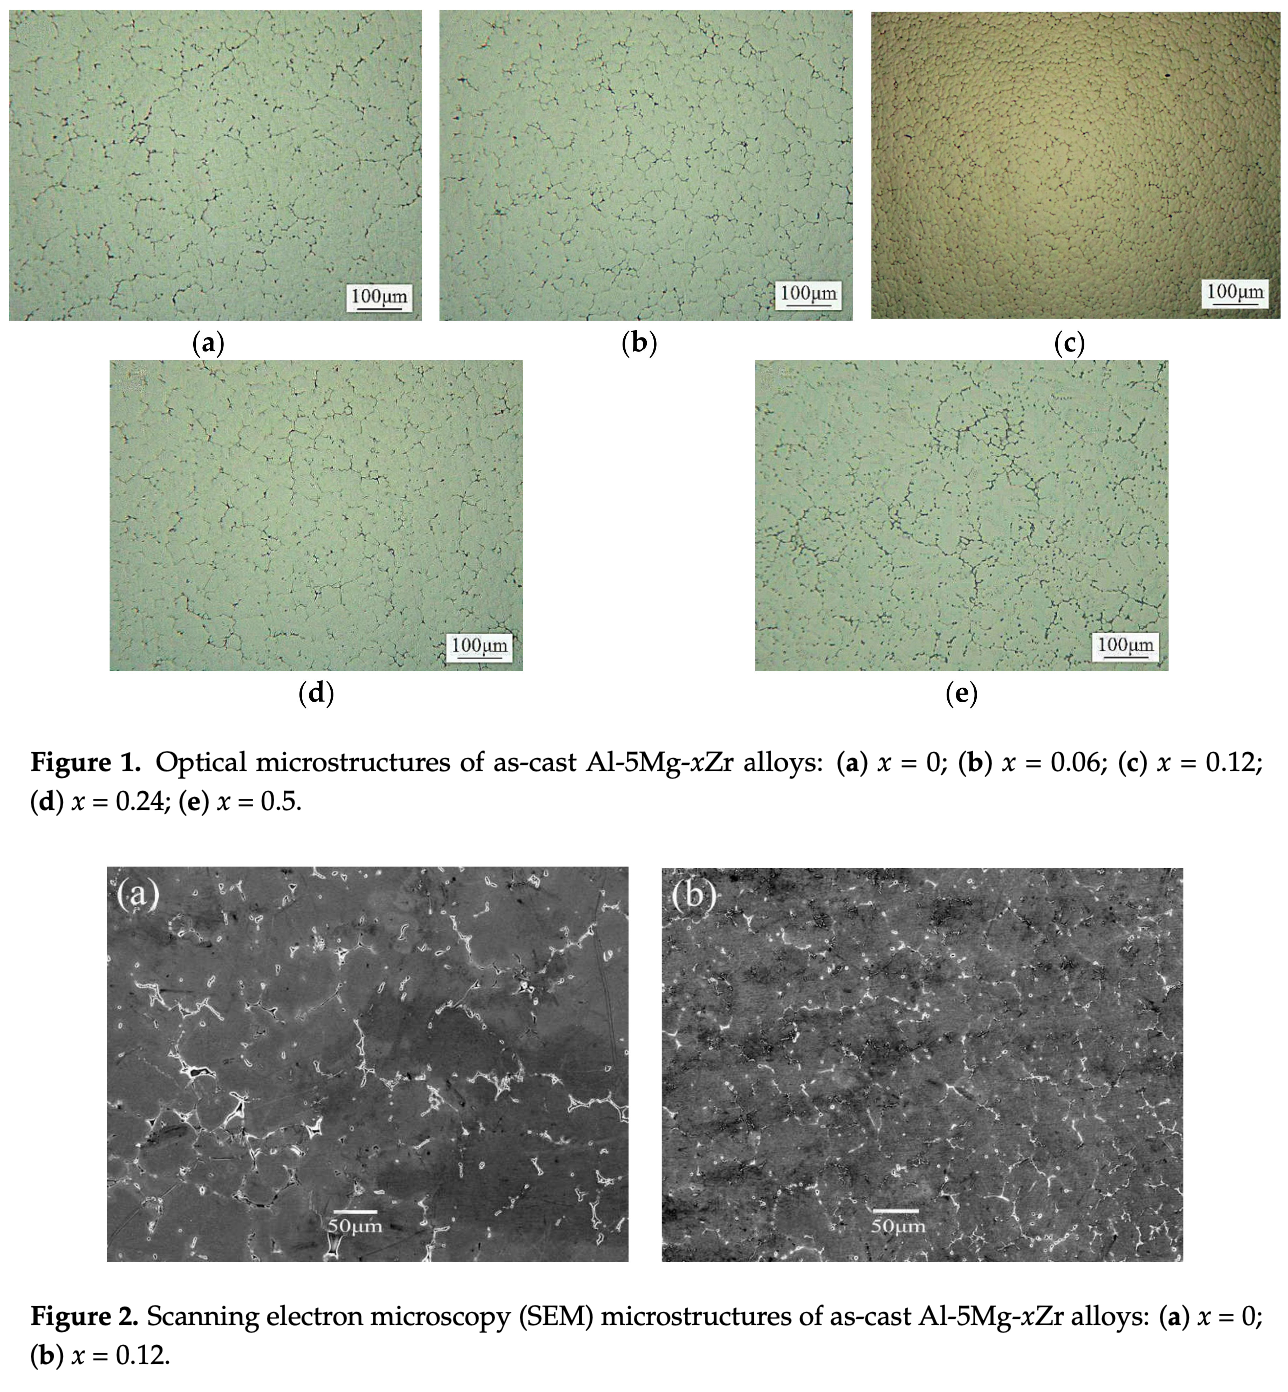 100μm
100μm
100μm
(a)
(b)
(c)
100μm
100μm
(d)
(e)
Figure 1. Optical microstructures of as-cast Al-5Mg-xZr alloys: (a) x = 0; (b) x = 0.06; (c) x = 0.12;
(d) x = 0.24; (e) x = 0.5.
(a)
(b)
50μm
50μm
Figure 2. Scanning electron microscopy (SEM) microstructures of as-cast Al-5Mg-xZr alloys: (a) x = 0;
(b) x = 0.12.